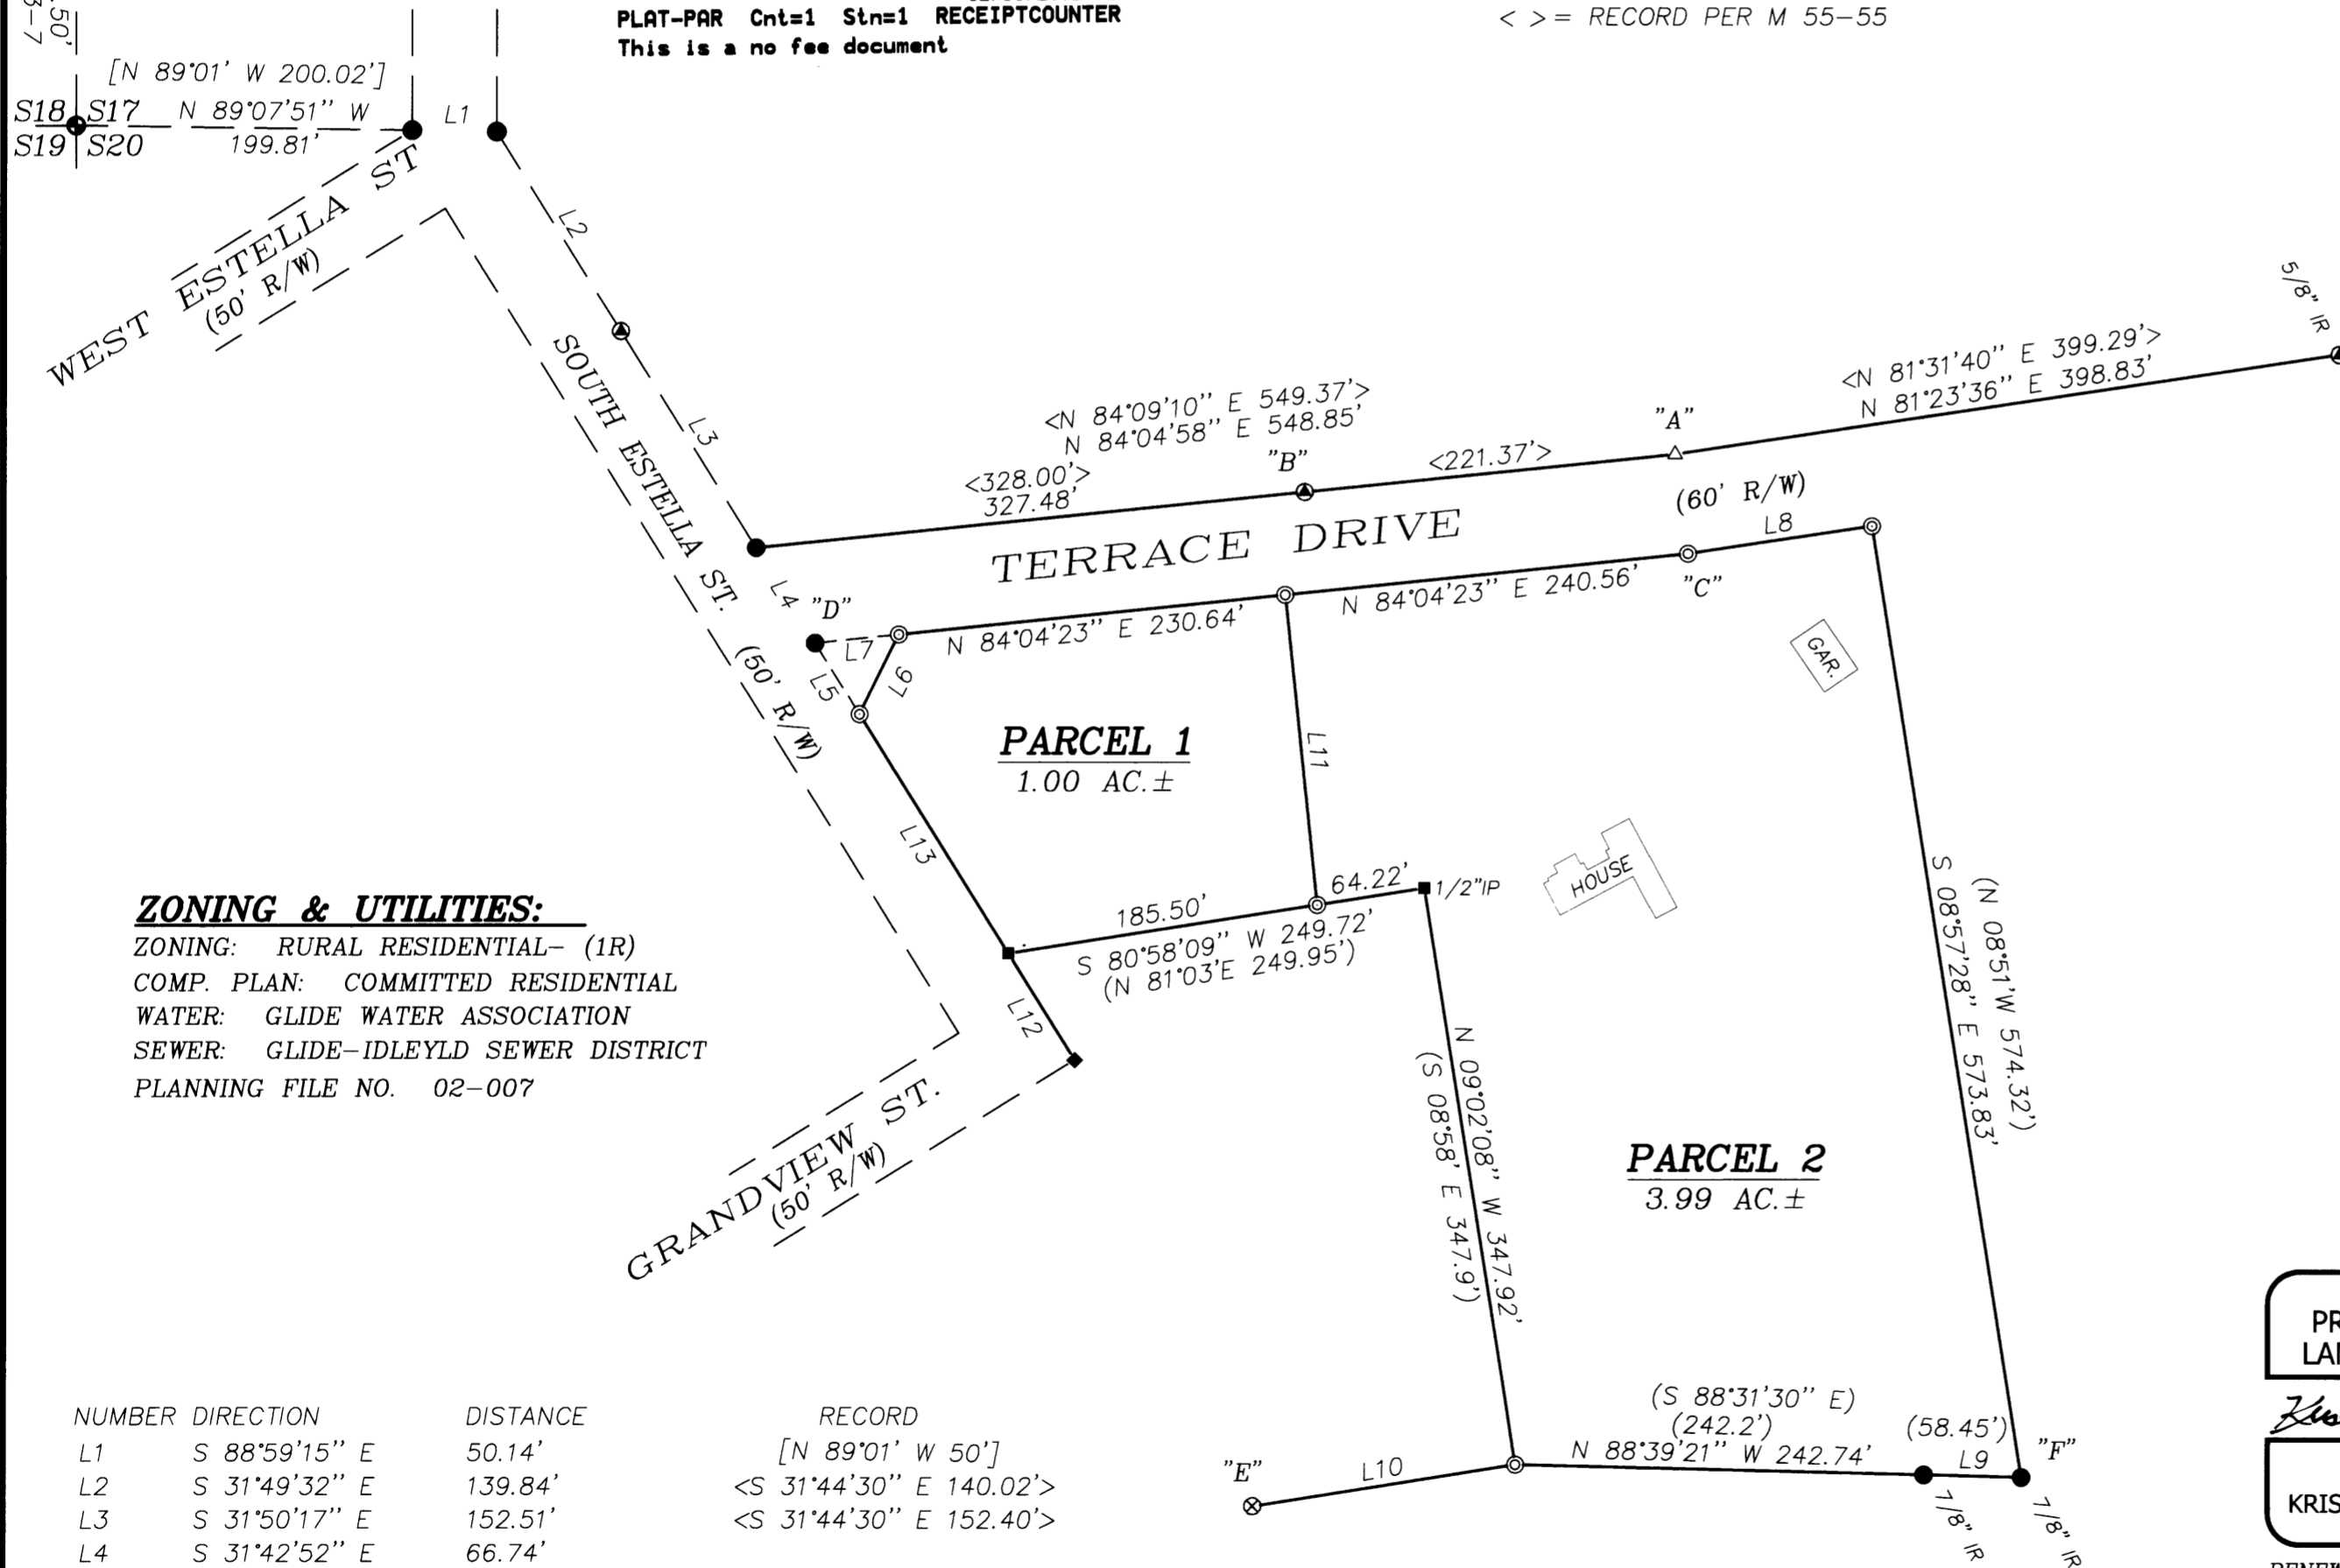 50'
3-7
PLAT-PAR Cnt=1 Stn=1 RECEIPTCOUNTER
This is a no fee document
< >= RECORD PER M 55-55
[N 89°01' W 200.02']
S18 S17 N 89°07'51" W L1
S19 S20 199.81'
WEST ESTELLA ST
(50' R/W)
L2
L3
SOUTH ESTELLA ST. (50' R/W)
5/8" IR
<N 81°31'40" E 399.29'>
N 81°23'36" E 398.83'
<N 84°09'10" E 549.37'>
N 84°04'58" E 548.85'
"A"
"B"
<221.37'>
<328.00'>
327.48'
(60' R/W)
L8
TERRACE DRIVE
L4 "D"
N 84°04'23" E 240.56'
"C"
N 84°04'23" E 230.64'
L7
L5
L6
GAR.
PARCEL 1
1.00 AC.±
L11
L13
HOUSE
64.22'
1/2"IP
185.50'
S 80°58'09" W 249.72'
(N 81°03'E 249.95')
L12
S 08°57'28" E 573.83'
(N 08°51'W 574.32')
ZONING & UTILITIES:
ZONING: RURAL RESIDENTIAL- (1R)
COMP. PLAN: COMMITTED RESIDENTIAL
WATER: GLIDE WATER ASSOCIATION
SEWER: GLIDE-IDLEYLD SEWER DISTRICT
PLANNING FILE NO. 02-007
GRANDVIEW ST.
(50' R/W)
N 09°02'08" W 347.92'
(S 08°58' E 347.9')
PARCEL 2
3.99 AC.±
(S 88°31'30" E)
(242.2') (58.45')
N 88°39'21" W 242.74' L9 "F"
"E" L10
7/8" IR
7/8" IR
PR
LAN
KRIS
NUMBER DIRECTION DISTANCE RECORD
L1 S 88°59'15" E 50.14' [N 89°01' W 50']
L2 S 31°49'32" E 139.84' <S 31°44'30" E 140.02'>
L3 S 31°50'17" E 152.51' <S 31°44'30" E 152.40'>
L4 S 31°42'52" E 66.74'